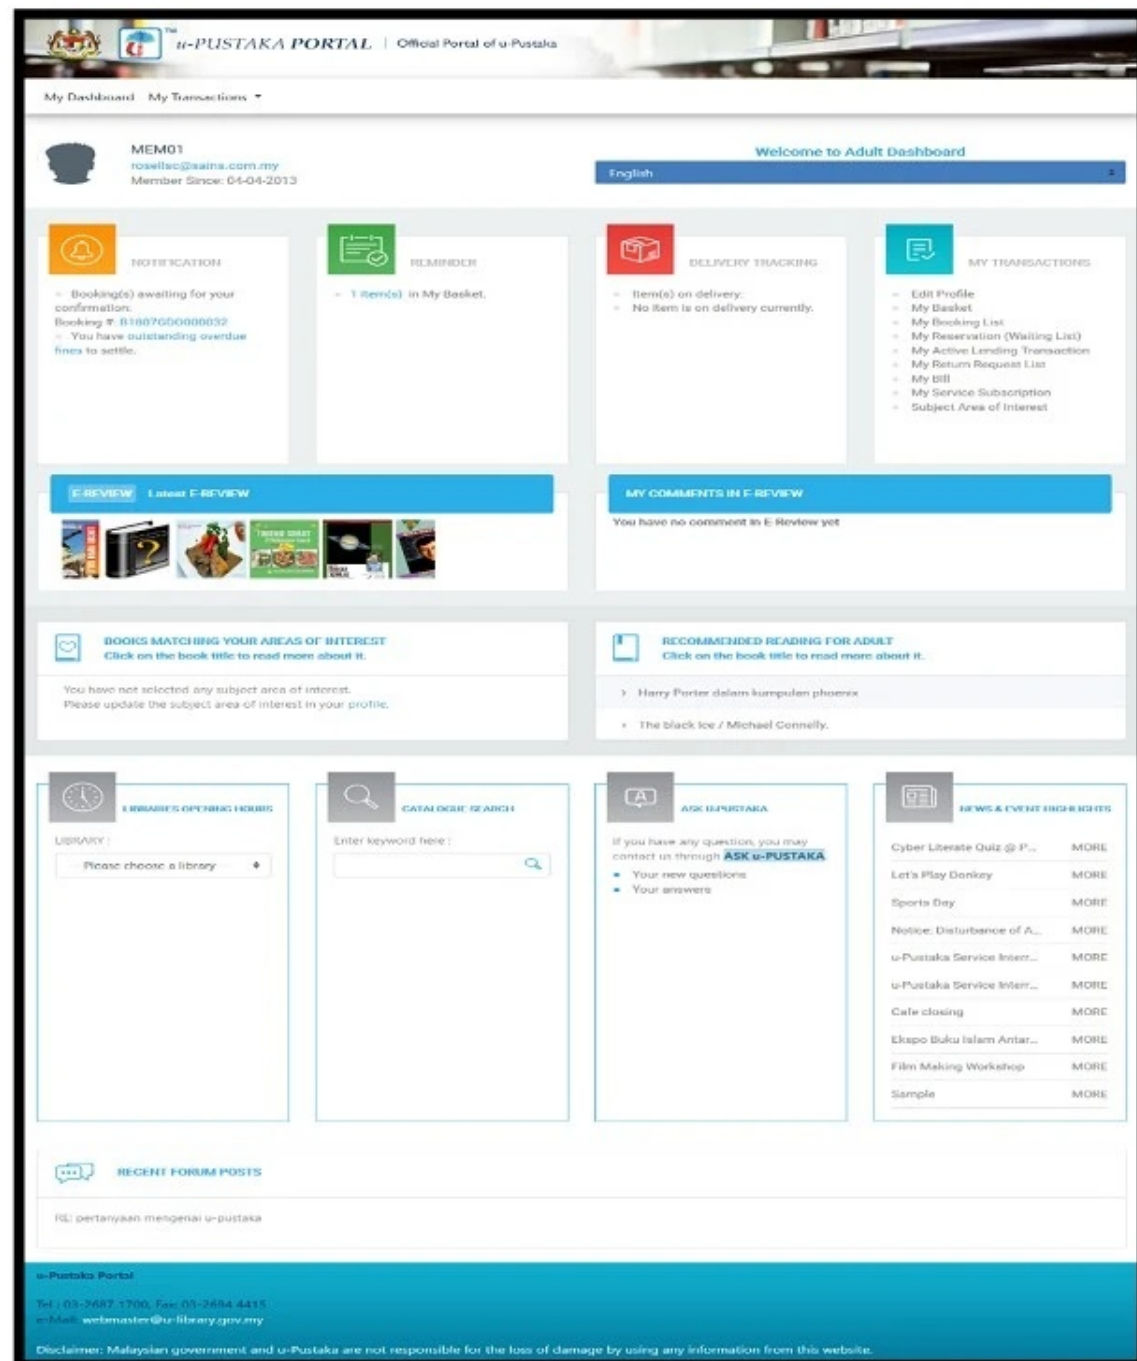 u-PUSTAKA PORTAL | Official Portal of u-Pustaka
My Dashboard My Transactions
MEM01
rosellsc@sains.com.my
Member Since: 04-04-2013
Welcome to Adult Dashboard
English
NOTIFICATION
Booking(s) awaiting for your
confirmation:
Booking #: B1807GDO000032
You have outstanding overdue
fines to settle.
REMINDER
1 Item(s) in My Basket.
DELIVERY TRACKING
Item(s) on delivery:
No item is on delivery currently.
MY TRANSACTIONS
Edit Profile
My Basket
My Booking List
My Reservation (Waiting List)
My Active Lending Transaction
My Return Request List
My Bill
My Service Subscription
Subject Area of Interest
E-REVIEW Latest E-REVIEW
MY COMMENTS IN E-REVIEW
You have no comment in E-Review yet
BOOKS MATCHING YOUR AREAS OF INTEREST
Click on the book title to read more about it.
You have not selected any subject area of interest.
Please update the subject area of interest in your profile.
RECOMMENDED READING FOR ADULT
Click on the book title to read more about it.
Harry Porter dalam kumpulan phoenix
The black ice / Michael Connelly.
LIBRARIES OPENING HOURS
LIBRARY :
Please choose a library
CATALOGUE SEARCH
Enter keyword here :
ASK U-PUSTAKA
If you have any question, you may
contact us through ASK u-PUSTAKA
Your new questions
Your answers
NEWS & EVENT HIGHLIGHTS
Cyber Literate Quiz @ P... MORE
Let's Play Donkey MORE
Sports Day MORE
Notice: Disturbance of A... MORE
u-Pustaka Service Interr... MORE
u-Pustaka Service Interr... MORE
Cafe closing MORE
Ekspo Buku Islam Antar... MORE
Film Making Workshop MORE
Sample MORE
RECENT FORUM POSTS
RE: pertanyaan mengenai u-pustaka
u-Pustaka Portal
Tel : 03-2687 1700, Fax: 03-2694 4415
e-Mail: webmaster@u-library.gov.my
Disclaimer: Malaysian government and u-Pustaka are not responsible for the loss of damage by using any information from this website.